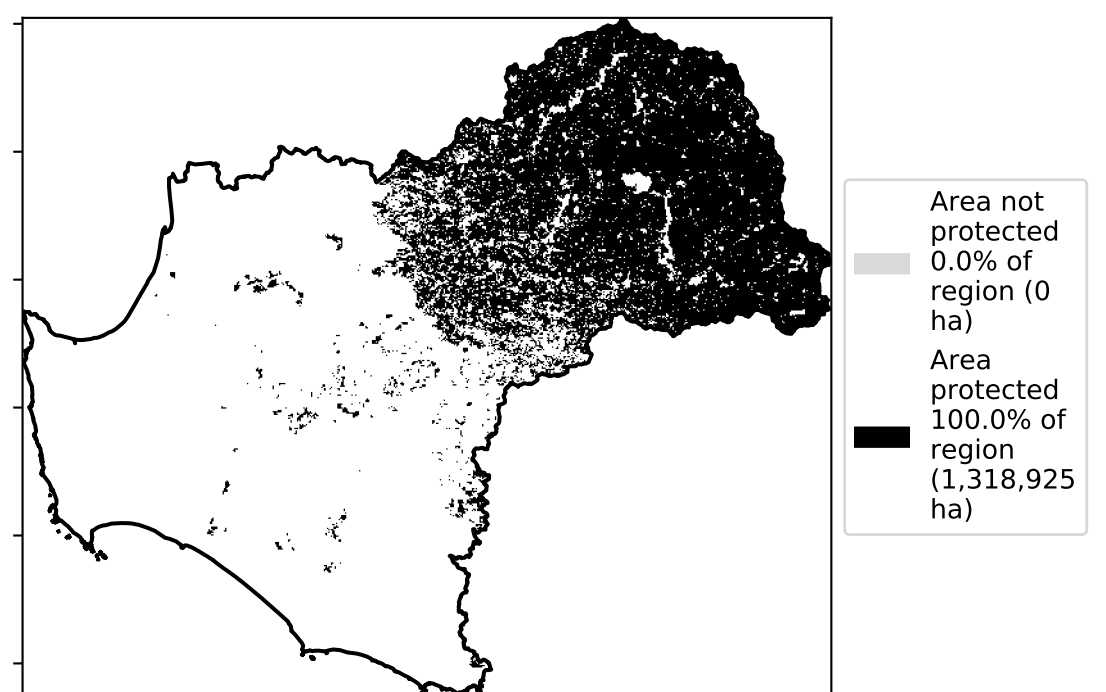 Area not
protected
0.0% of
region (0
ha)
Area
protected
100.0% of
region
(1,318,925
ha)